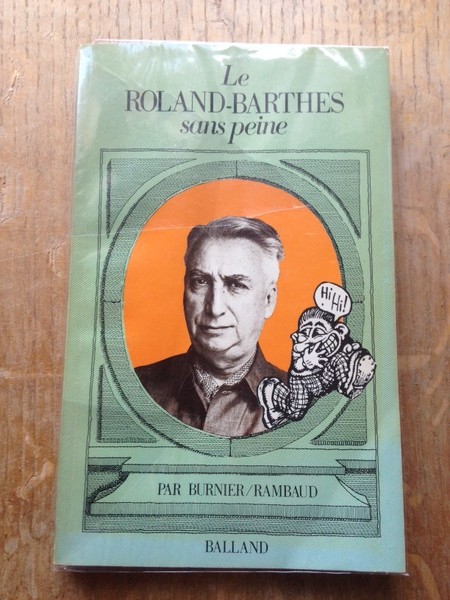 Le
ROLAND-BARTHES
sans peine
Hi
Hi!
PAR BURNIER/RAMBAUD
BALLAND